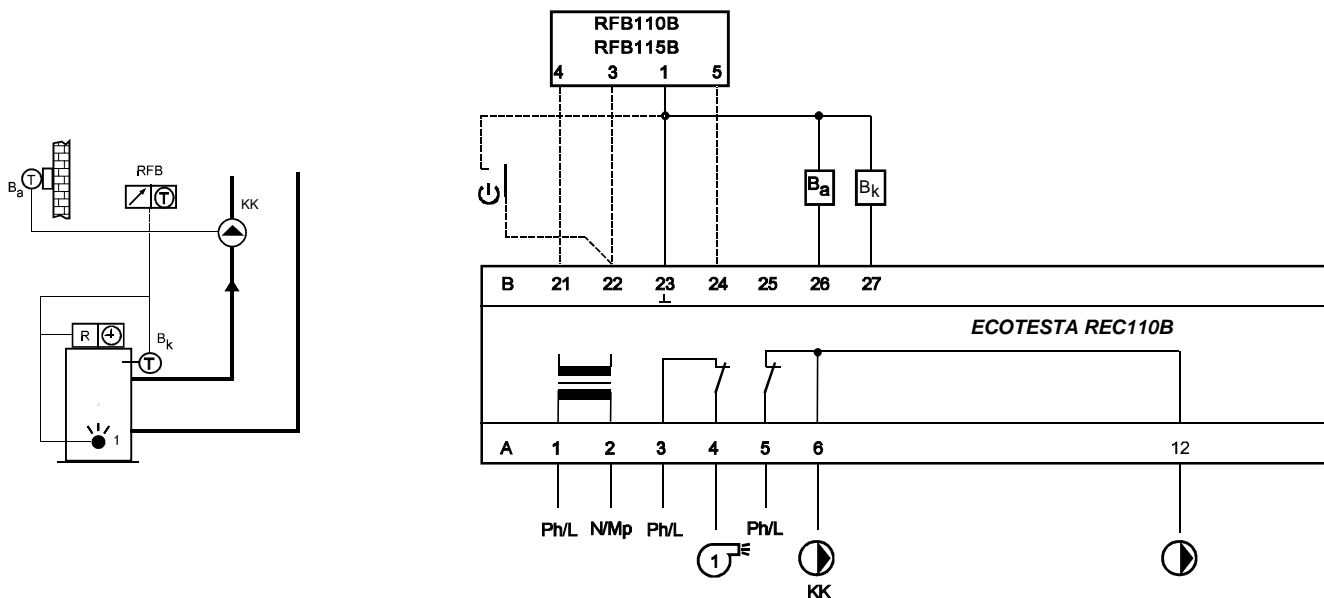 RFB110B
RFB115B
4 3 1 5
Ba
RFB
KK
R
Bk
T
T
T
1
Ba Bk
B 21 22 23 24 25 26 27
ECOTESTA REC110B
A 1 2 3 4 5 6 12
Ph/L N/Mp Ph/L Ph/L
1
KK